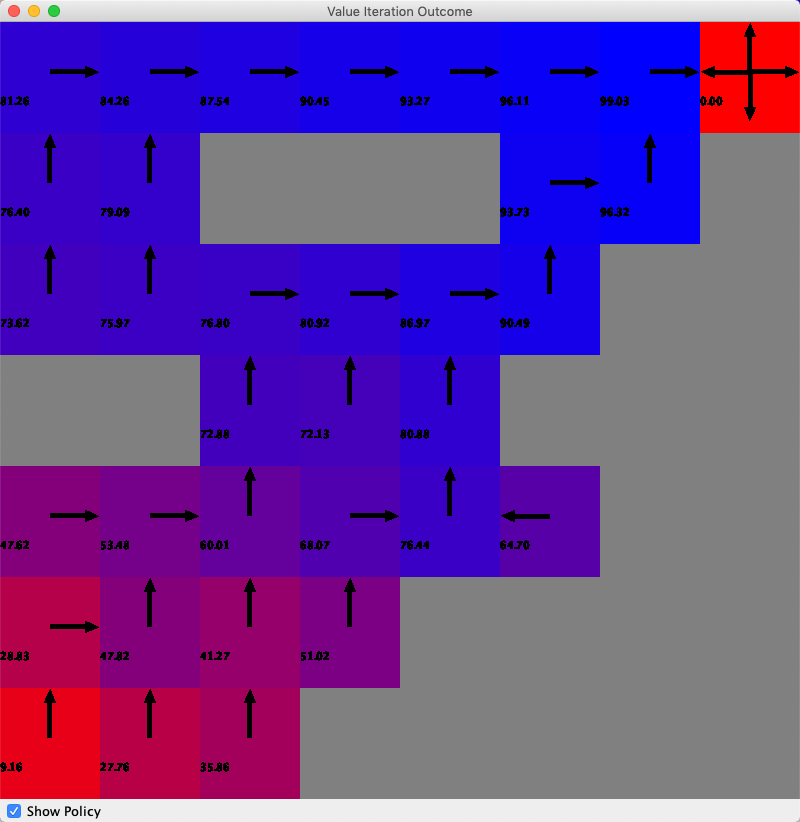 Value Iteration Outcome
81.26 84.26 87.54 90.45 93.27 96.11 99.03 0.00
76.40 79.09 93.73 96.32
73.62 75.97 76.80 80.92 86.97 90.49
72.88 72.13 80.88
47.62 53.48 60.01 68.07 76.44 64.70
28.83 47.82 41.27 51.02
9.16 27.76 35.86
Show Policy